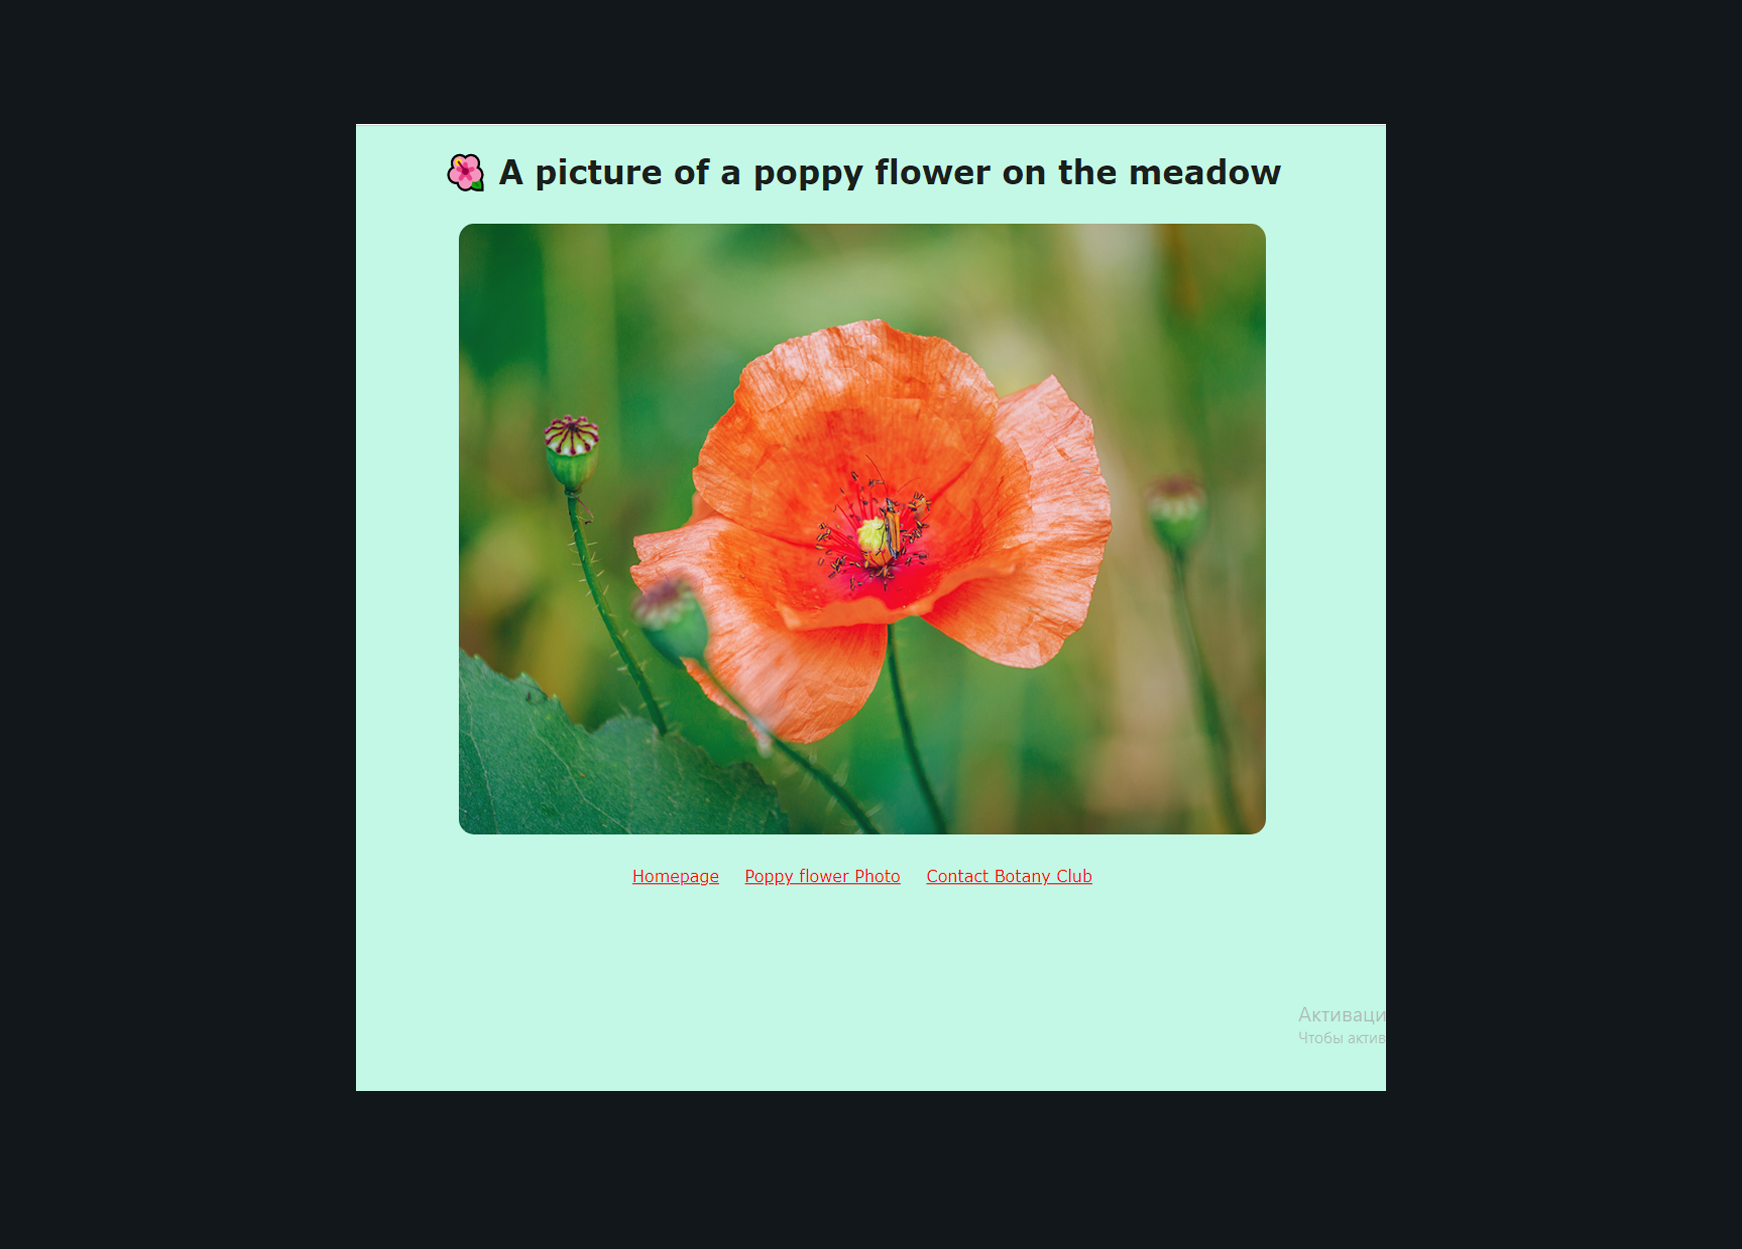 🌺 A picture of a poppy flower on the meadow
Homepage Poppy flower Photo Contact Botany Club
Активаци
Чтобы актив